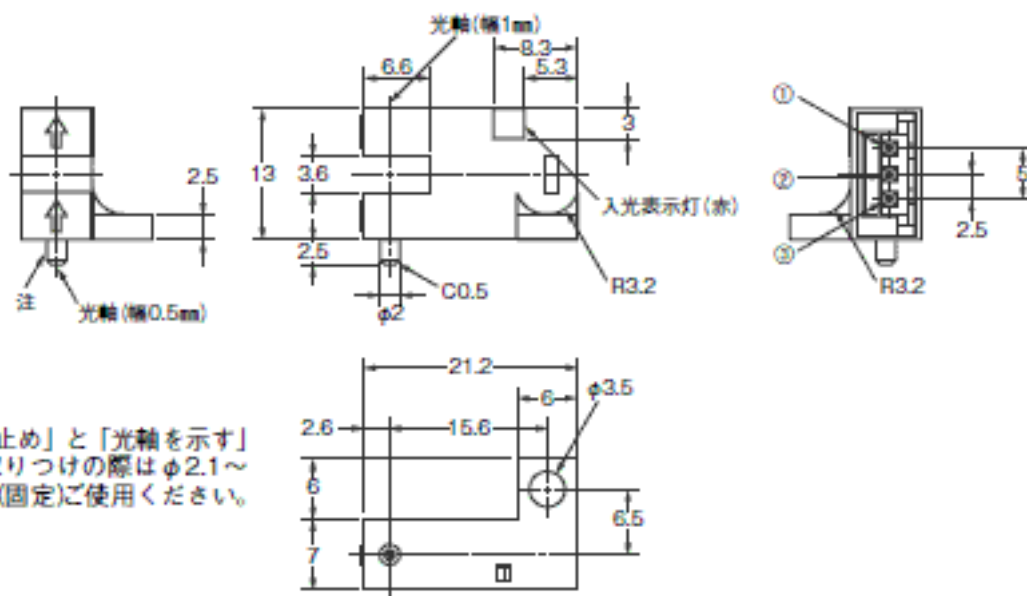 光軸(幅1mm)
8.3
5.3
6.6
3
13
3.6
2.5
2.5
入光表示灯(赤)
R3.2
C0.5
φ2
注
光軸(幅0.5mm)
①
②
③
5
2.5
R3.2
21.2
6
φ3.5
2.6
15.6
6
7
6.5
止め」と「光軸を示す」
りつけの際はφ2.1～
(固定)ご使用ください。